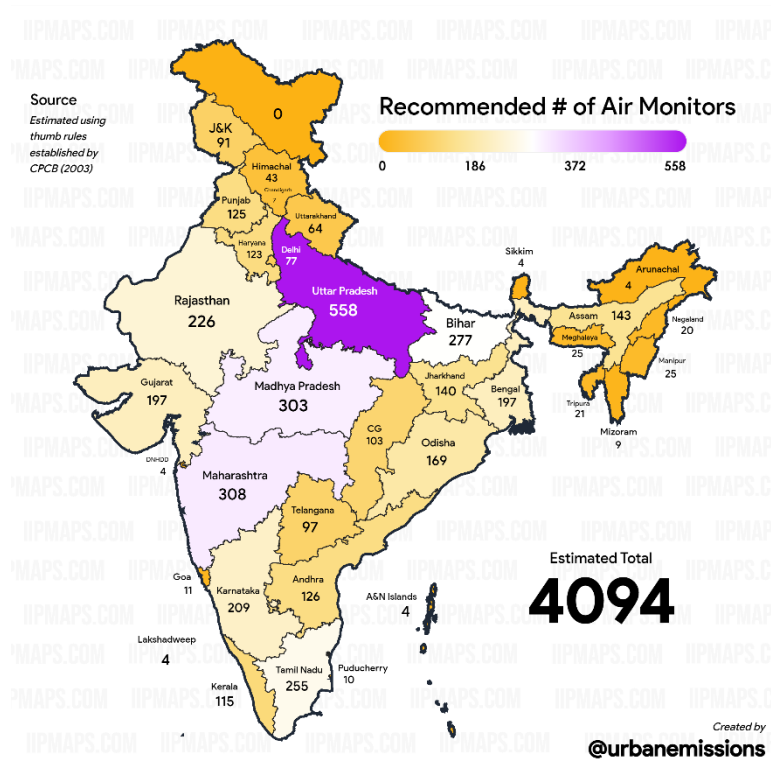 Source
Estimated using
thumb rules
established by
CPCB (2003)
Recommended # of Air Monitors
0
186
372
558
0
J&K
91
Himachal
43
Chandigarh
7
Punjab
125
Uttarakhand
64
Haryana
123
Delhi
77
Uttar Pradesh
558
Rajasthan
226
Bihar
277
Sikkim
4
Arunachal
4
Assam
143
Nagaland
20
Meghalaya
25
Manipur
25
Tripura
21
Mizoram
9
Gujarat
197
Madhya Pradesh
303
Jharkhand
140
Bengal
197
CG
103
Odisha
169
DNHDD
4
Maharashtra
308
Telangana
97
Goa
11
Karnataka
209
Andhra
126
A&N Islands
4
Estimated Total
4094
Lakshadweep
4
Kerala
115
Tamil Nadu
255
Puducherry
10
Created by
@urbanemissions
IIPMAPS.COM